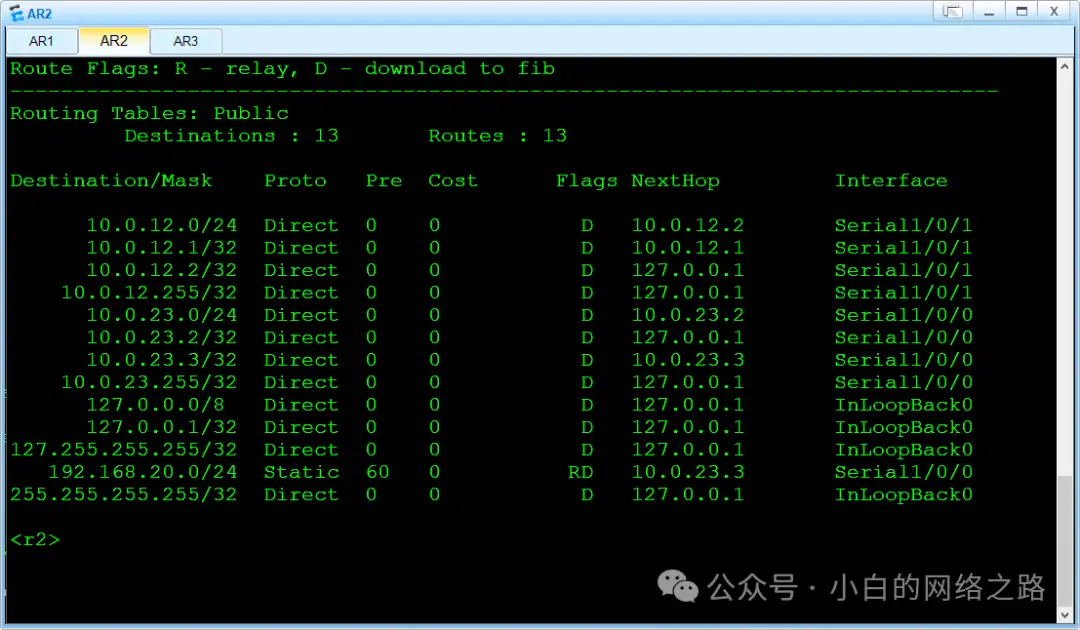 AR2
AR1 AR2 AR3
Route Flags: R - relay, D - download to fib
------------------------------------------------------------------------------
Routing Tables: Public
Destinations : 13 Routes : 13
Destination/Mask Proto Pre Cost Flags NextHop Interface
10.0.12.0/24 Direct 0 0 D 10.0.12.2 Serial1/0/1
10.0.12.1/32 Direct 0 0 D 10.0.12.1 Serial1/0/1
10.0.12.2/32 Direct 0 0 D 127.0.0.1 Serial1/0/1
10.0.12.255/32 Direct 0 0 D 127.0.0.1 Serial1/0/1
10.0.23.0/24 Direct 0 0 D 10.0.23.2 Serial1/0/0
10.0.23.2/32 Direct 0 0 D 127.0.0.1 Serial1/0/0
10.0.23.3/32 Direct 0 0 D 10.0.23.3 Serial1/0/0
10.0.23.255/32 Direct 0 0 D 127.0.0.1 Serial1/0/0
127.0.0.0/8 Direct 0 0 D 127.0.0.1 InLoopBack0
127.0.0.1/32 Direct 0 0 D 127.0.0.1 InLoopBack0
127.255.255.255/32 Direct 0 0 D 127.0.0.1 InLoopBack0
192.168.20.0/24 Static 60 0 RD 10.0.23.3 Serial1/0/0
255.255.255.255/32 Direct 0 0 D 127.0.0.1 InLoopBack0
<r2>
公众号 · 小白的网络之路